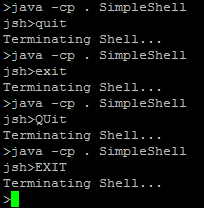 >java -cp . SimpleShell
jsh>quit
Terminating Shell...
>java -cp . SimpleShell
jsh>exit
Terminating Shell...
>java -cp . SimpleShell
jsh>QUit
Terminating Shell...
>java -cp . SimpleShell
jsh>EXIT
Terminating Shell...
>